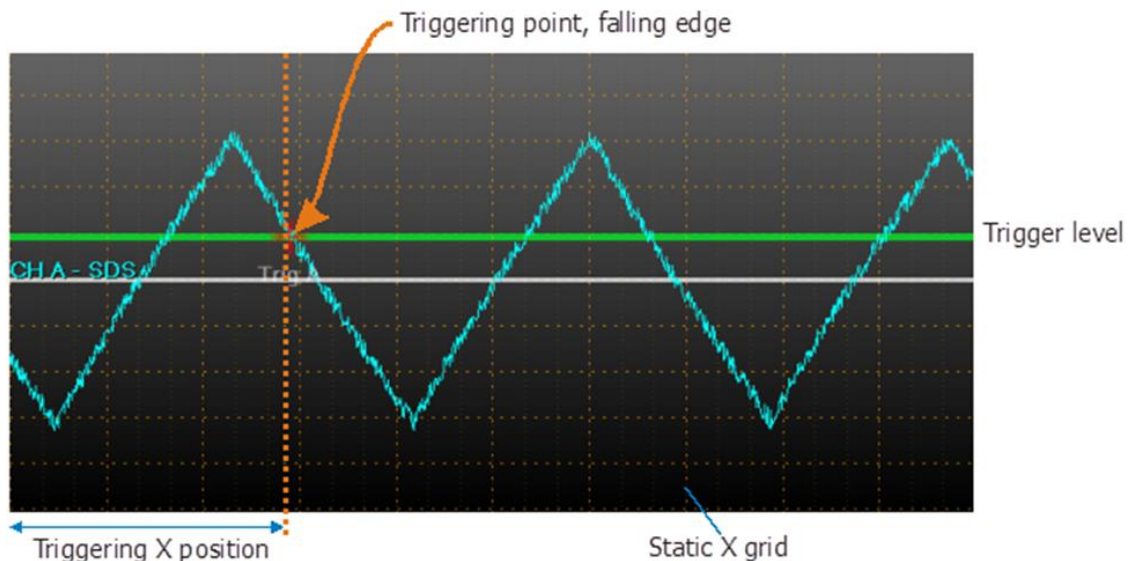 Triggering point, falling edge
Trigger level
CH A - SDS
Trig A
Triggering X position
Static X grid